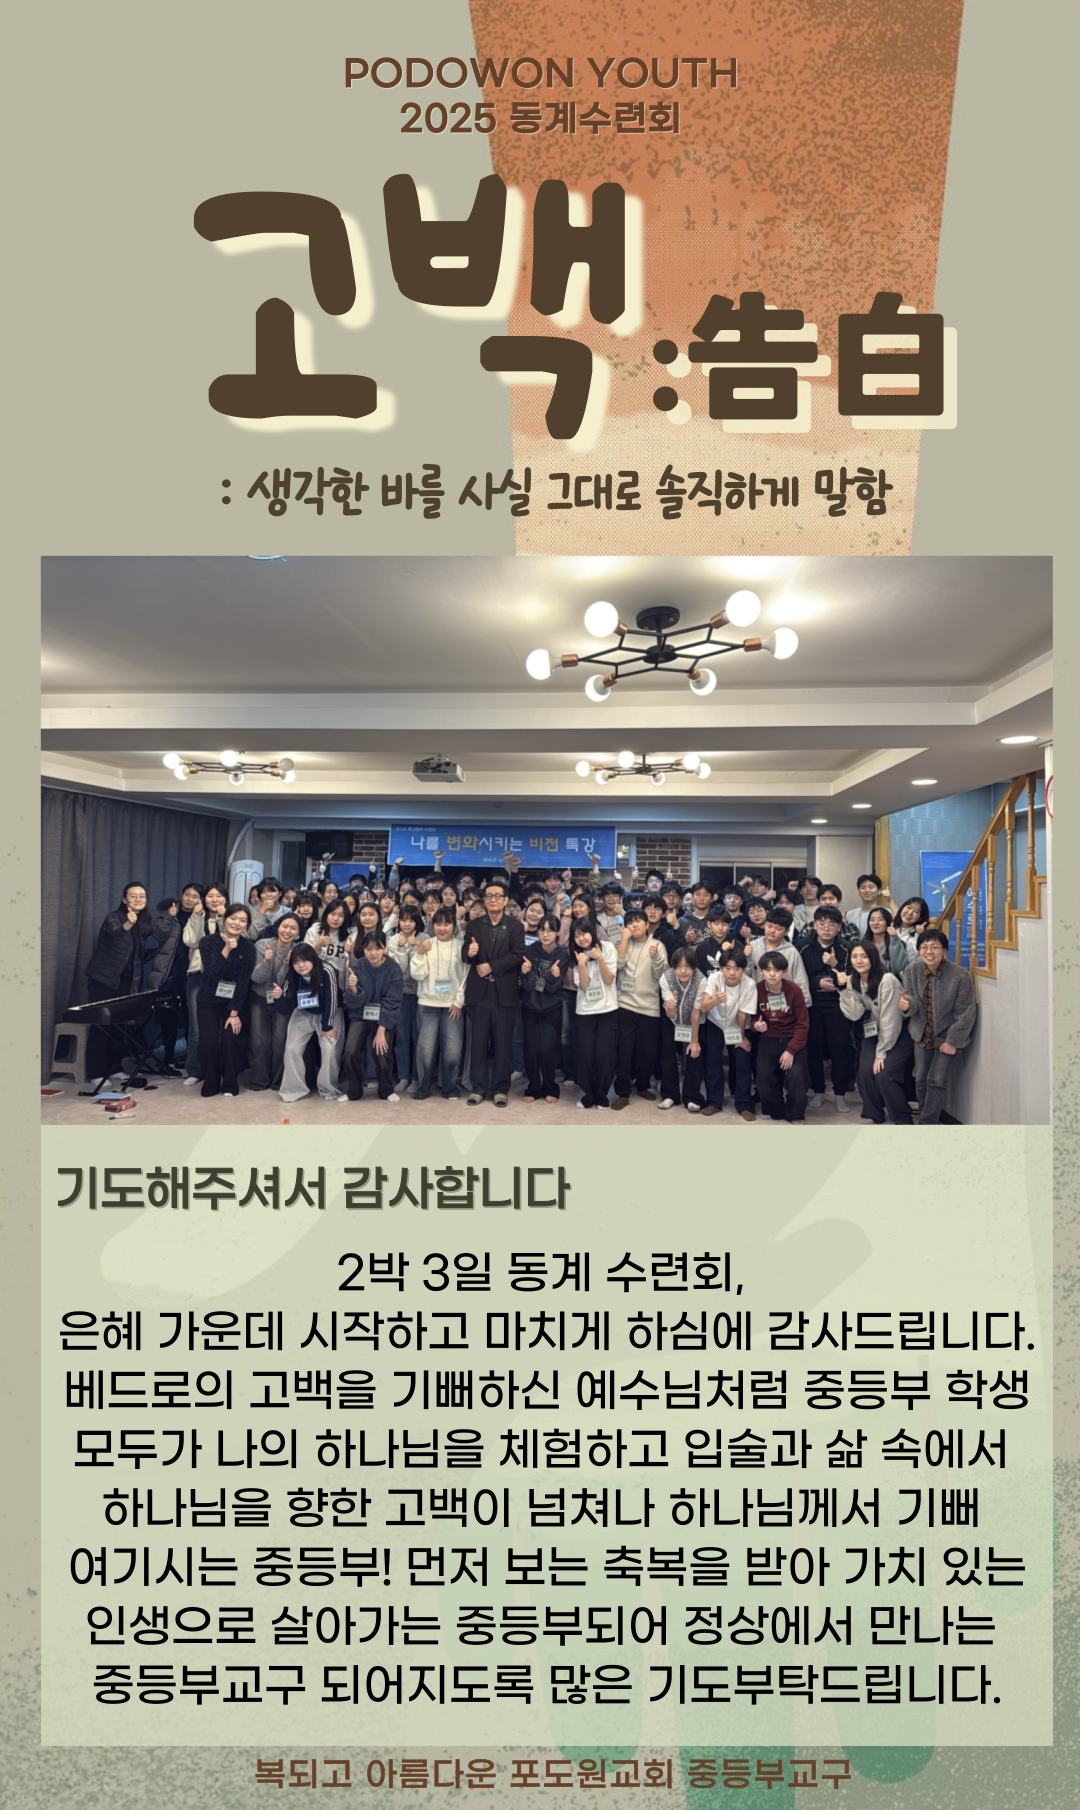 PODOWON YOUTH
2025 동계수련회
고백:告白
: 생각한 바를 사실 그대로 솔직하게 말함
나를 변화시키는 비전 특강
기도해주셔서 감사합니다
2박 3일 동계 수련회,
은혜 가운데 시작하고 마치게 하심에 감사드립니다.
베드로의 고백을 기뻐하신 예수님처럼 중등부 학생
모두가 나의 하나님을 체험하고 입술과 삶 속에서
하나님을 향한 고백이 넘쳐나 하나님께서 기뻐
여기시는 중등부! 먼저 보는 축복을 받아 가치 있는
인생으로 살아가는 중등부되어 정상에서 만나는
중등부교구 되어지도록 많은 기도부탁드립니다.
복되고 아름다운 포도원교회 중등부교구